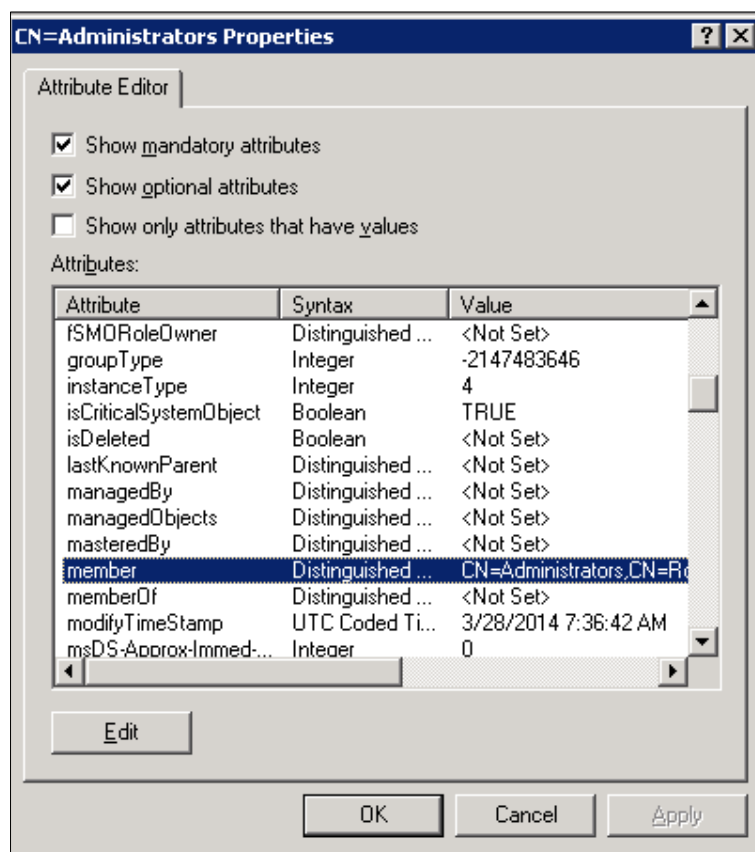 CN=Administrators Properties
Attribute Editor
Show mandatory attributes
Show optional attributes
Show only attributes that have values
Attributes:
Attribute Syntax Value
fSMORoleOwner Distinguished ... <Not Set>
groupType Integer -2147483646
instanceType Integer 4
isCriticalSystemObject Boolean TRUE
isDeleted Boolean <Not Set>
lastKnownParent Distinguished ... <Not Set>
managedBy Distinguished ... <Not Set>
managedObjects Distinguished ... <Not Set>
masteredBy Distinguished ... <Not Set>
member Distinguished ... CN=Administrators,CN=Ro
memberOf Distinguished ... <Not Set>
modifyTimeStamp UTC Coded Ti... 3/28/2014 7:36:42 AM
msDS-Approx-Immed-... Integer 0
Edit
OK Cancel Apply